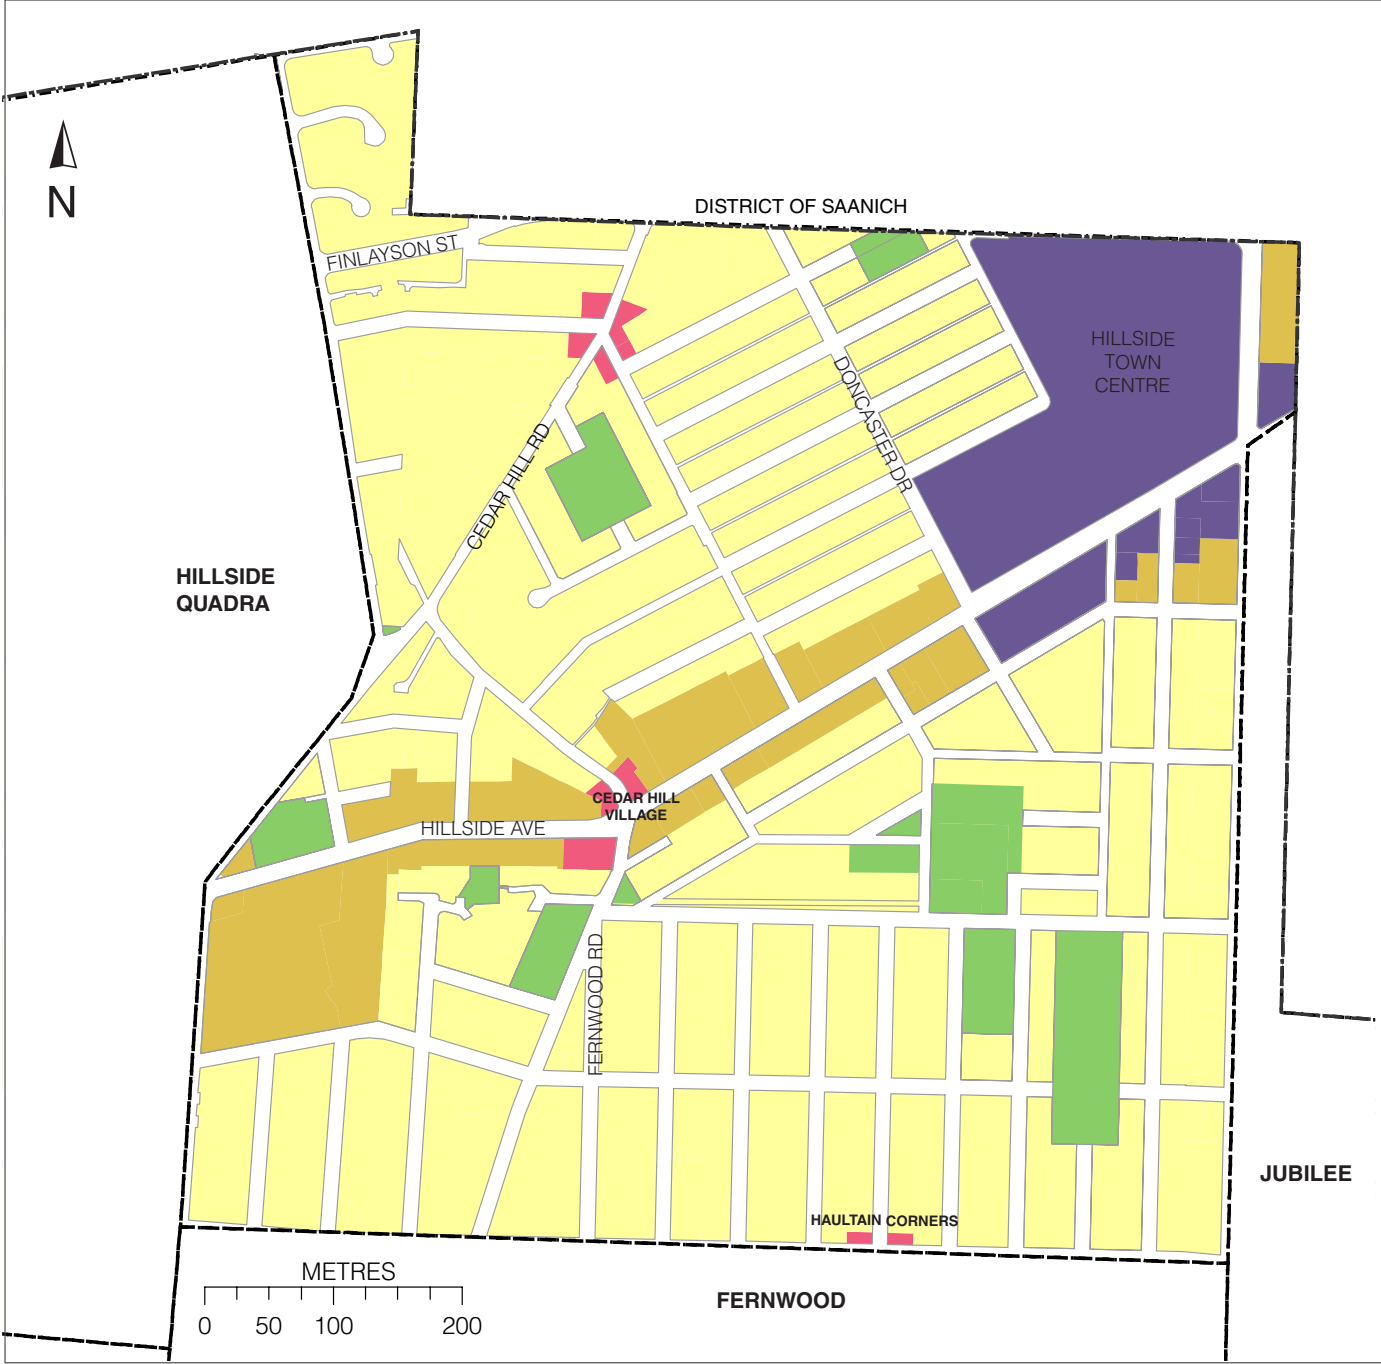 DISTRICT OF SAANICH
N
FINLAYSON ST
HILLSIDE
TOWN
CENTRE
DONCASTER DR
CEDAR HILL RD
HILLSIDE
QUADRA
CEDAR HILL
VILLAGE
HILLSIDE AVE
FERNWOOD RD
JUBILEE
HAULTAIN CORNERS
METRES
0 50 100 200
FERNWOOD